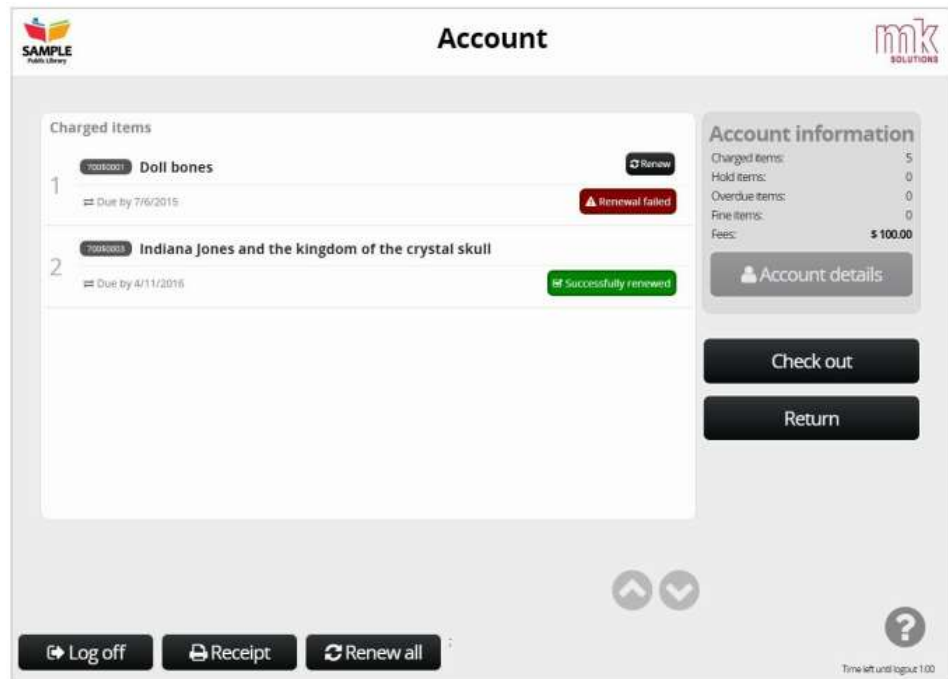 SAMPLE
Public Library
Account
mk
SOLUTIONS
Charged items
1
70050001 Doll bones
Renew
Due by 7/6/2015
Renewal failed
2
70050003 Indiana Jones and the kingdom of the crystal skull
Due by 4/11/2016
Successfully renewed
Account information
Charged items: 5
Hold items: 0
Overdue items: 0
Fine items: 0
Fees: $ 100.00
Account details
Check out
Return
?
Log off
Receipt
Renew all
;
Time left until logout 1:00